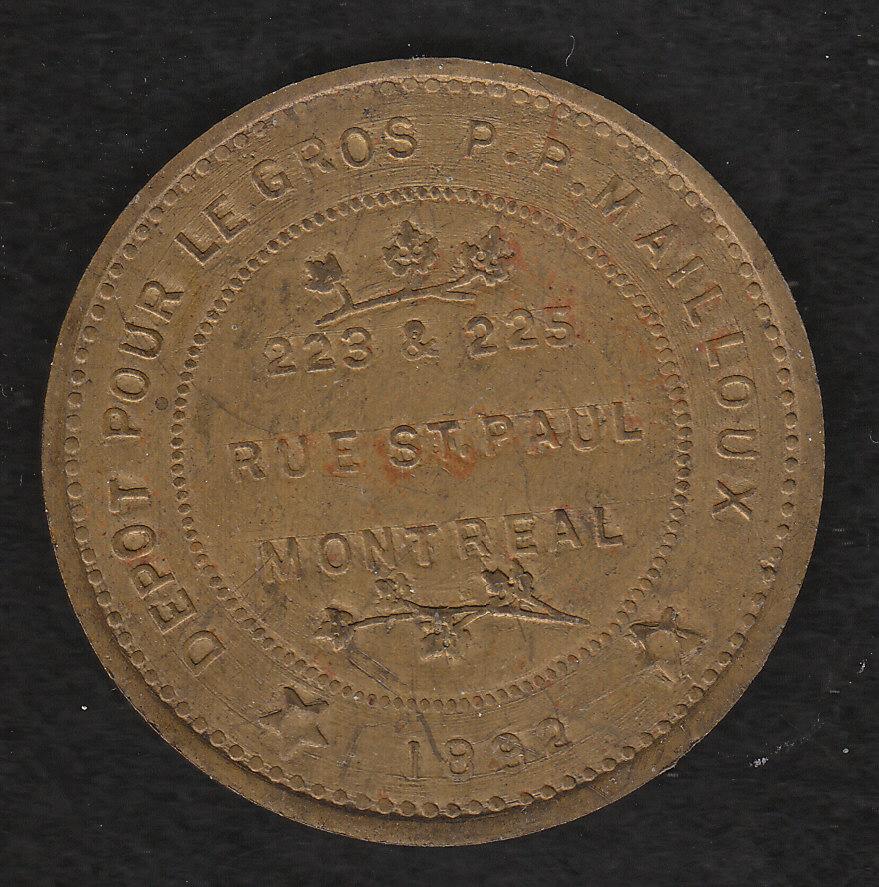 DEPOT POUR LE GROS P. P. MAILLOUX
223 & 225
RUE ST. PAUL
MONTREAL
1892